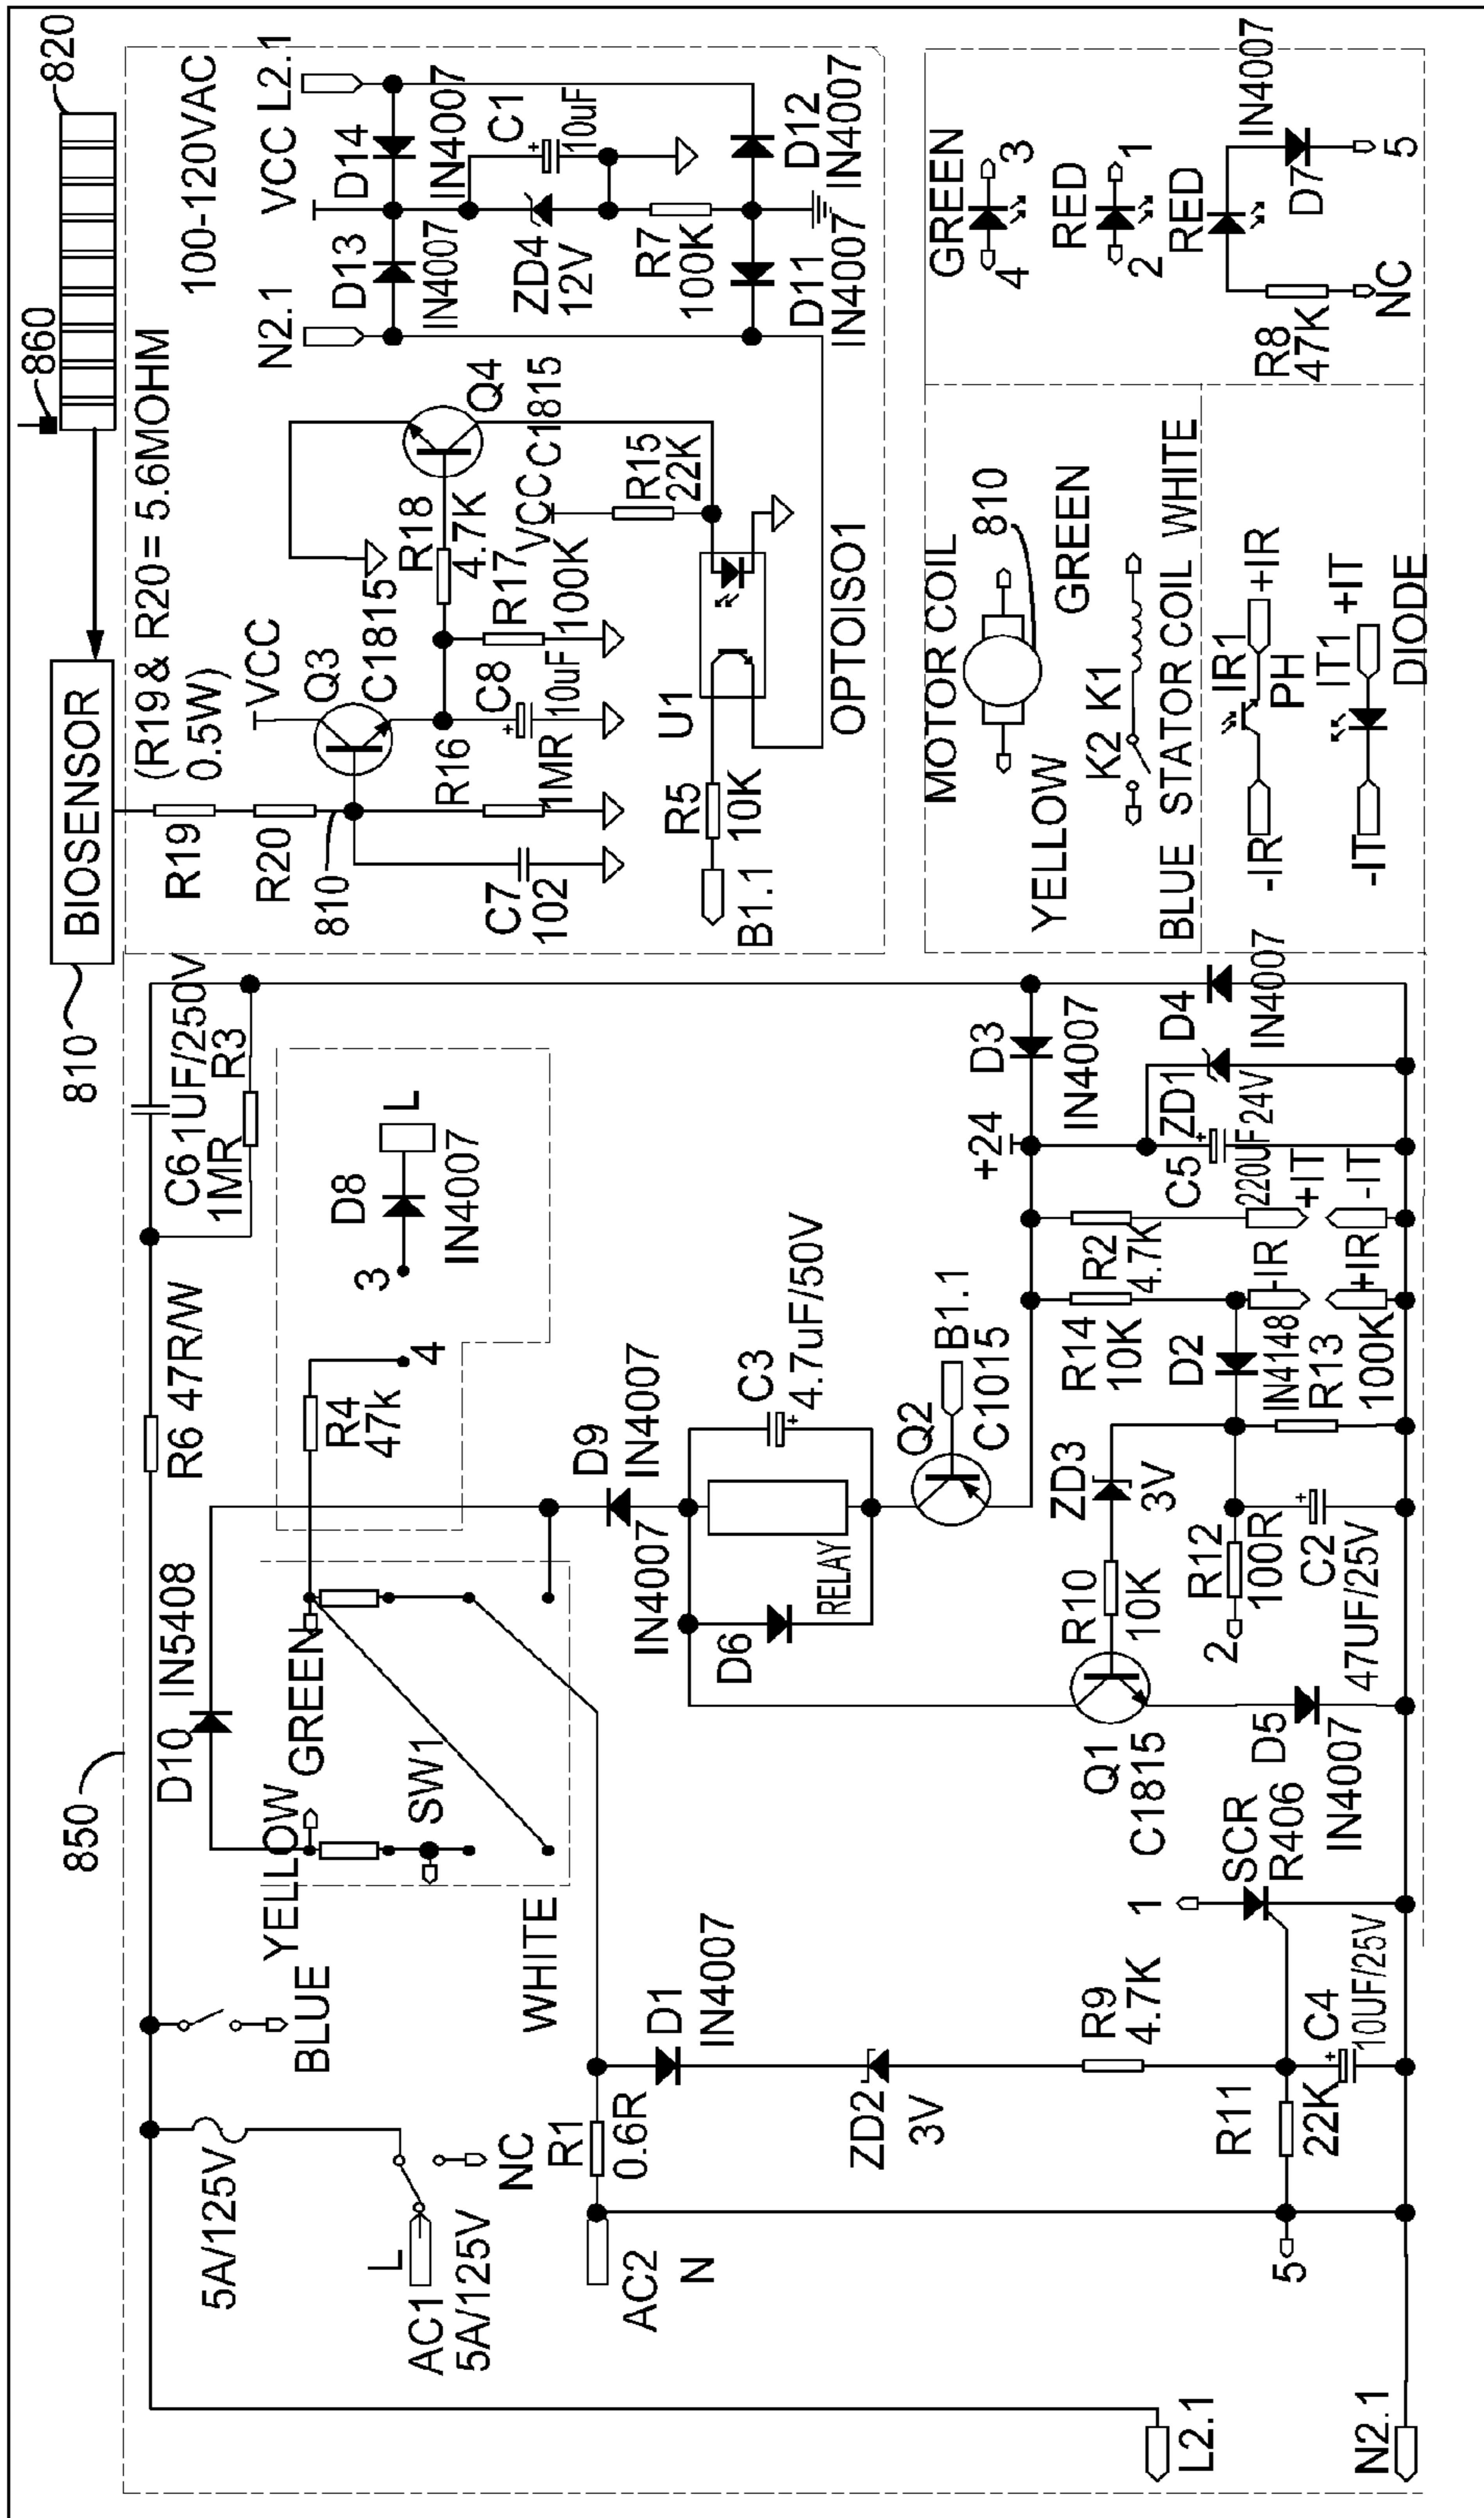 820
860
810
BIOSENSOR
100-120VAC
(R19 & R20= 5.6MOHM
0.5W)
VCC L2.1
N2.1
D14
IN4007
D13
IN4007
C1
10uF
ZD4
12V
R7
100K
D12
IN4007
D11
IN4007
R19
R20
810
VCC
Q3
C1815
R16
1MR
C8
10uF
R17
100K
R18
4.7K
Q4
C1815
VCC
R15
22K
C7
102
U1
OPTOISO1
R5
10K
B1.1
GREEN
4
3
RED
2
1
RED
IN4007
D7
5
R8
47K
NC
MOTOR COIL
810
YELLOW
GREEN
K2 K1
BLUE STATOR COIL WHITE
-IR
IR1
+IR
PH
-IT
IT1
+IT
DIODE
850
C6 1UF/250V
R3
1MR
R6 47R/W
D8
L
3
IN4007
4
R4
47k
D10 IN5408
YELLOW
GREEN
SW1
BLUE
WHITE
5A/125V
L
AC1
5A/125V
NC
R1
0.6R
AC2
N
D9
IN4007
C3
4.7uF/50V
IN4007
D6
RELAY
Q2
C1015
B1.1
D3
IN4007
+24
D4
IN4007
ZD1
24V
C5
220UF
R2
4.7K
+IT
-IT
R14
10K
-IR
+IR
D2
IN4148
R13
100K
ZD3
3V
R12
100R
2
C2
47UF/25V
R10
10K
Q1
C1815
D5
IN4007
SCR
R406
1
D1
IN4007
ZD2
3V
R9
4.7K
R11
22K
C4
10UF/25V
5
L2.1
N2.1